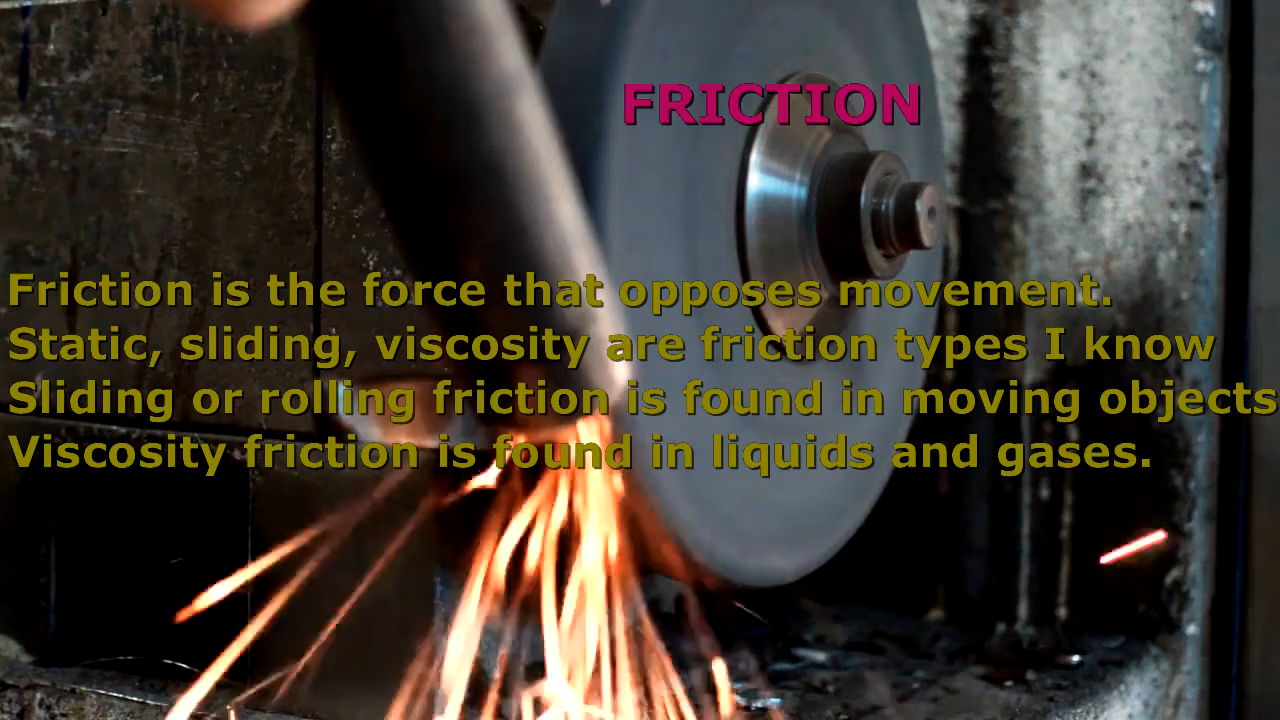 FRICTION
Friction is the force that opposes movement.
Static, sliding, viscosity are friction types I know
Sliding or rolling friction is found in moving objects
Viscosity friction is found in liquids and gases.